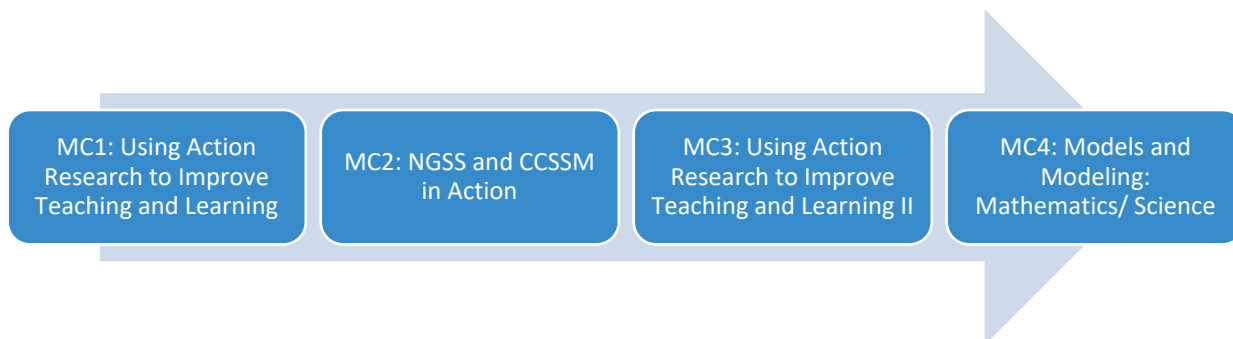 MC1: Using Action
Research to Improve
Teaching and Learning
MC2: NGSS and CCSSM
in Action
MC3: Using Action
Research to Improve
Teaching and Learning II
MC4: Models and
Modeling:
Mathematics/ Science